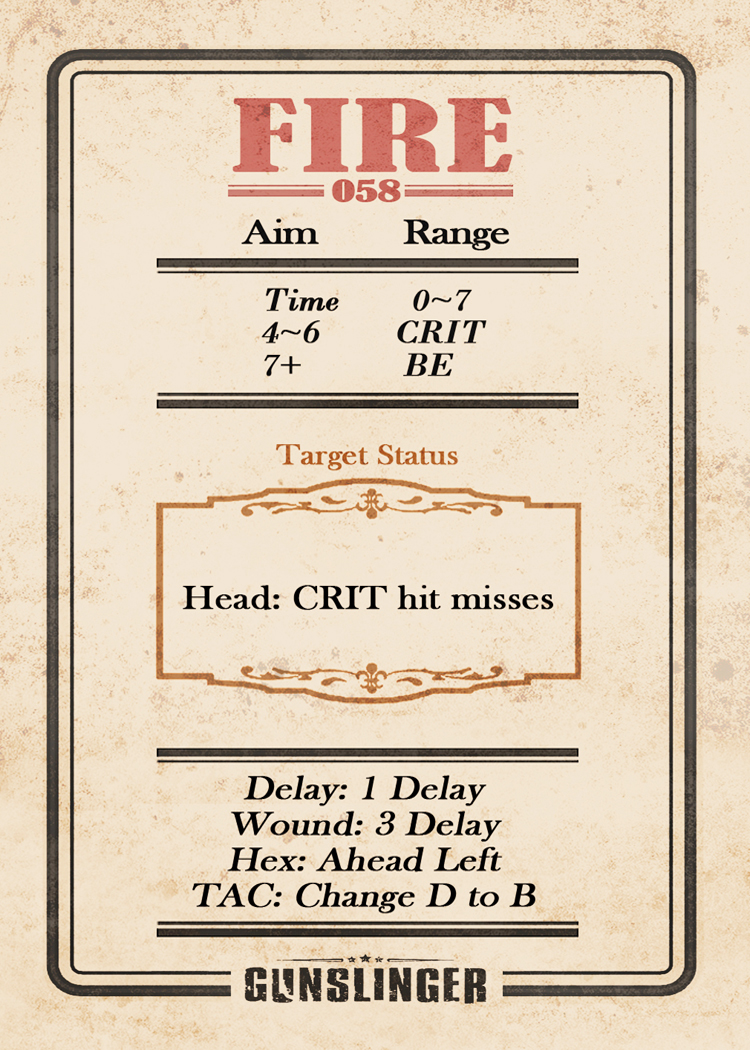 FIRE
058
Aim Range
Time 0~7
4~6 CRIT
7+ BE
Target Status
Head: CRIT hit misses
Delay: 1 Delay
Wound: 3 Delay
Hex: Ahead Left
TAC: Change D to B
GUNSLINGER